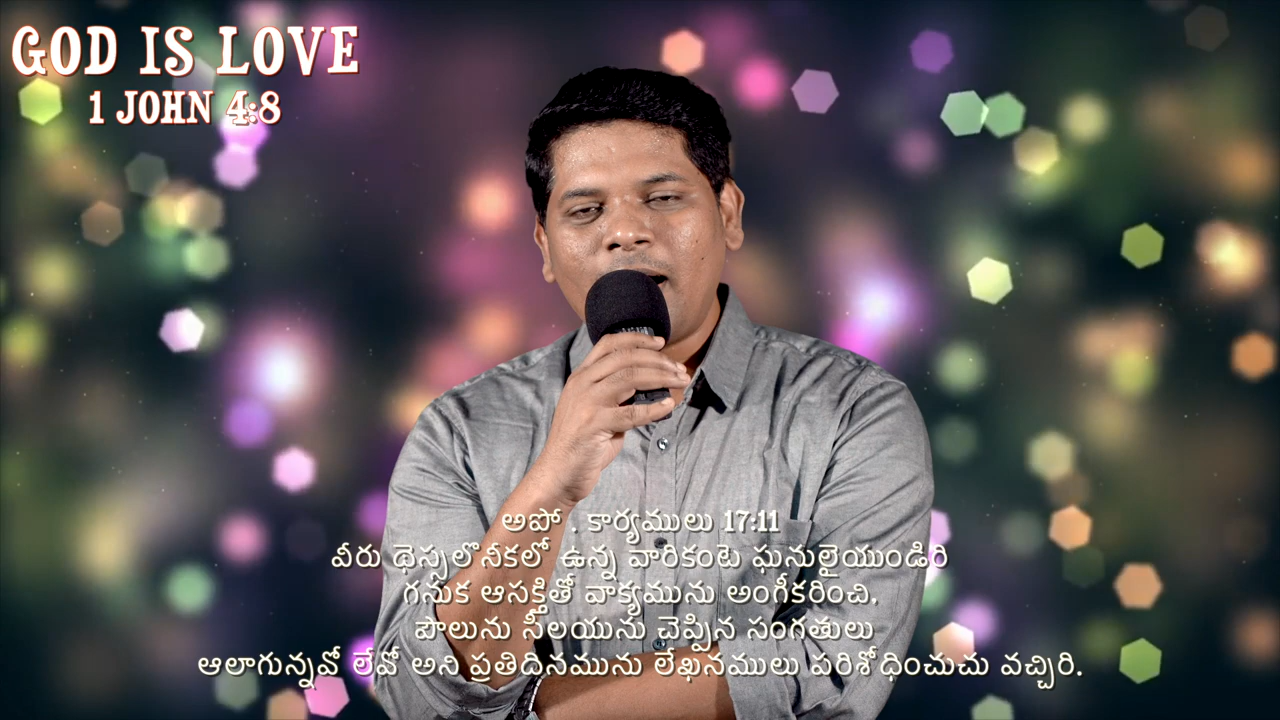 GOD IS LOVE
1 JOHN 4:8
అపో . కార్యములు 17:11
వీరు థెస్సలొనీకలో ఉన్న వారికంటె ఘనులైయుండిరి
గనుక ఆసక్తితో వాక్యమును అంగీకరించి,
పౌలును సీలయును చెప్పిన సంగతులు
ఆలాగున్నవో లేవో అని ప్రతిదినమును లేఖనములు పరిశోధించుచు వచ్చిరి.